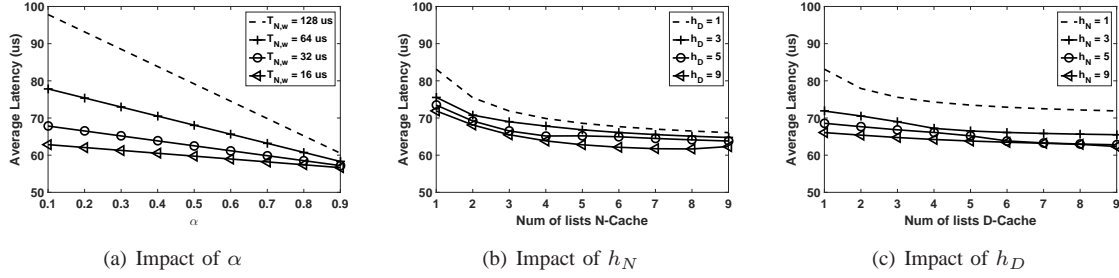 100
90
80
70
60
50
Average Latency (us)
0.1 0.2 0.3 0.4 0.5 0.6 0.7 0.8 0.9
α
T_N,w = 128 us
T_N,w = 64 us
T_N,w = 32 us
T_N,w = 16 us
(a) Impact of α
100
90
80
70
60
50
Average Latency (us)
1 2 3 4 5 6 7 8 9
Num of lists N-Cache
h_D = 1
h_D = 3
h_D = 5
h_D = 9
(b) Impact of h_N
100
90
80
70
60
50
Average Latency (us)
1 2 3 4 5 6 7 8 9
Num of lists D-Cache
h_N = 1
h_N = 3
h_N = 5
h_N = 9
(c) Impact of h_D